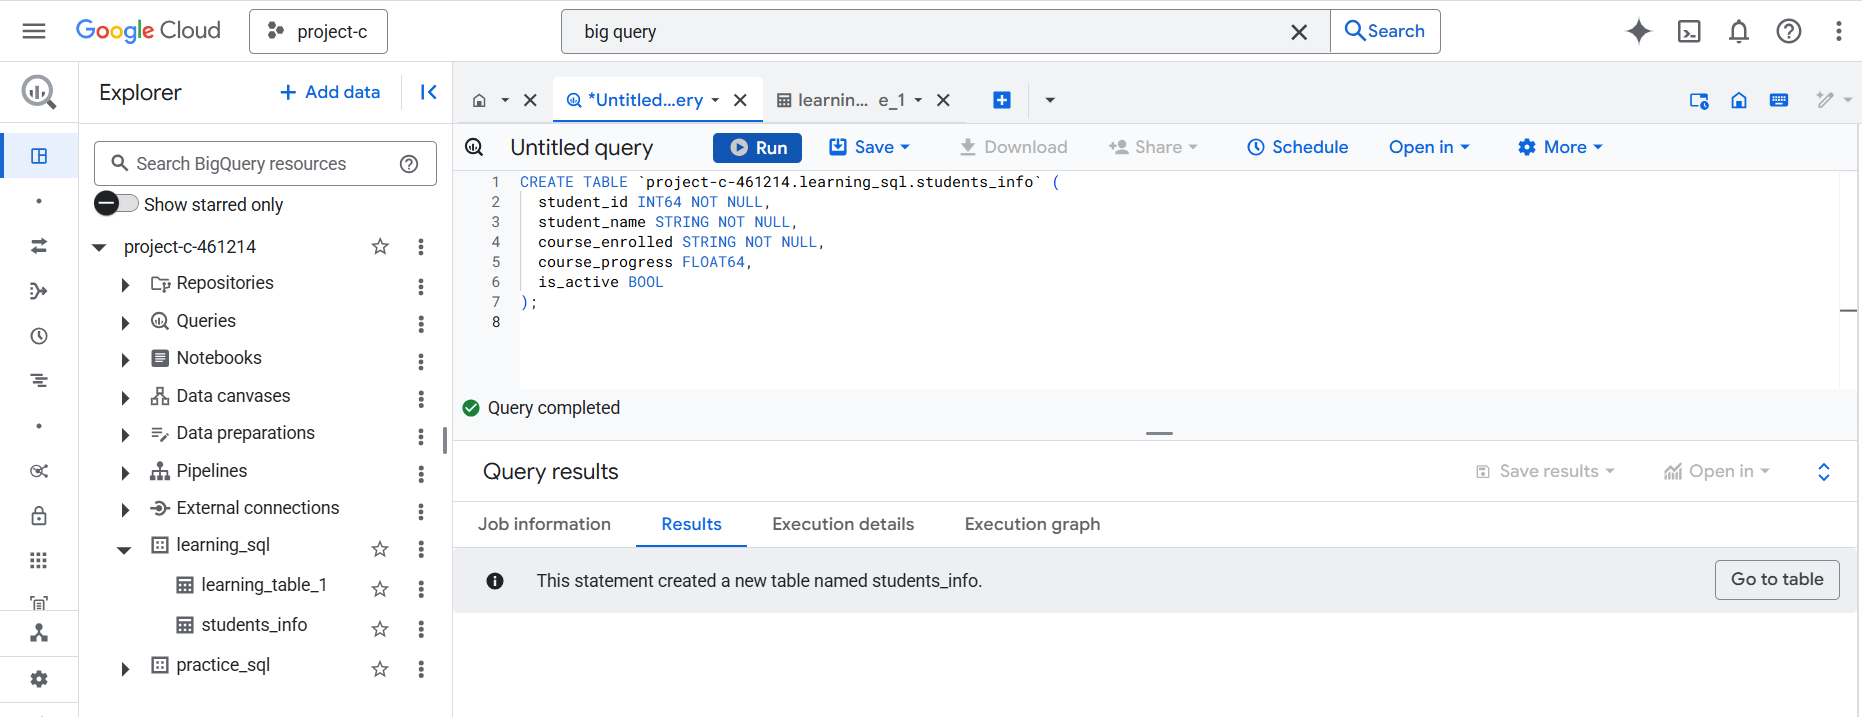 Google Cloud
project-c
big query
Search
Explorer
+ Add data
*Untitled...ery
learnin... e_1
Search BigQuery resources
Show starred only
project-c-461214
Repositories
Queries
Notebooks
Data canvases
Data preparations
Pipelines
External connections
learning_sql
learning_table_1
students_info
practice_sql
Untitled query
Run
Save
Download
Share
Schedule
Open in
More
1 CREATE TABLE `project-c-461214.learning_sql.students_info` (
2 student_id INT64 NOT NULL,
3 student_name STRING NOT NULL,
4 course_enrolled STRING NOT NULL,
5 course_progress FLOAT64,
6 is_active BOOL
7 );
8
Query completed
Query results
Save results
Open in
Job information
Results
Execution details
Execution graph
This statement created a new table named students_info.
Go to table